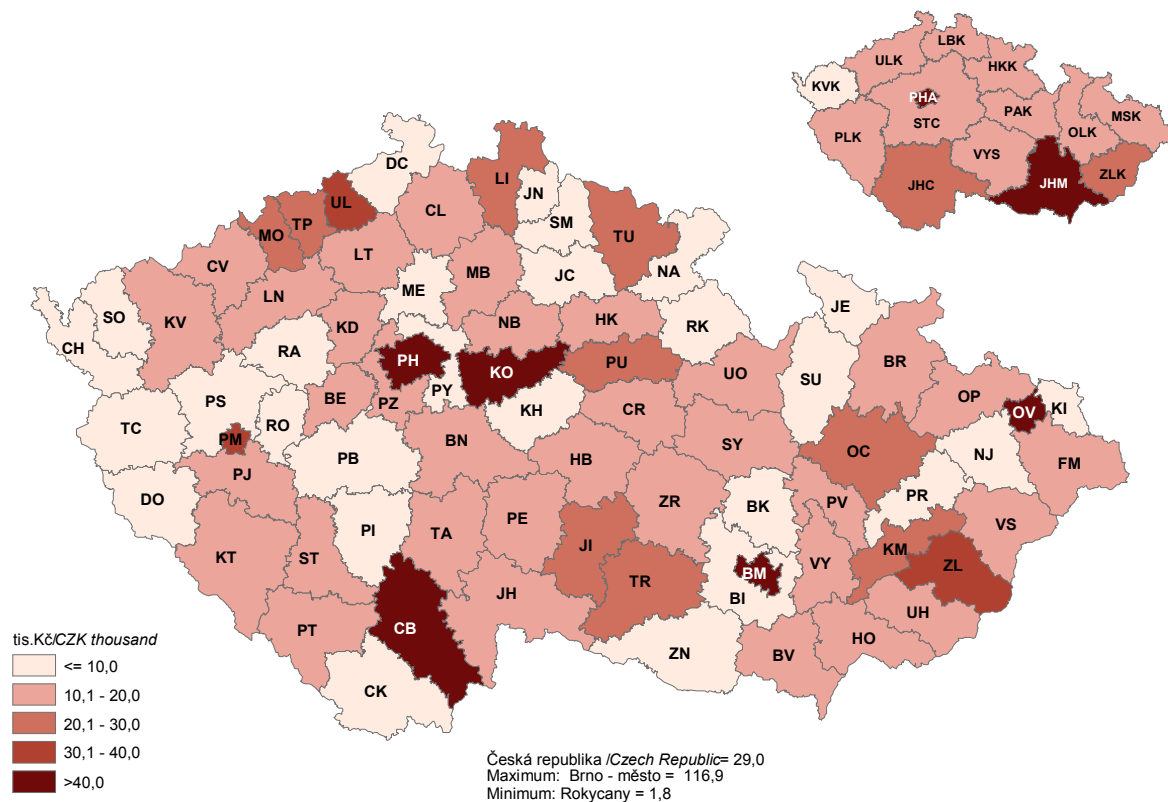 LBK
ULK
HKK
KVK
PHA
PAK
MSK
STC
OLK
PLK
VYS
ZLK
JHC
JHM
DC
LI
UL
JN
CL
TP
SM
MO
TU
LT
CV
MB
JC
NA
ME
LN
JE
SO
KV
HK
NB
RK
KD
CH
RA
BR
PH
PU
KO
UO
SU
PY
OP
PS
BE
PZ
KH
CR
OV
KI
TC
PM
RO
SY
BN
OC
NJ
PB
HB
FM
PJ
DO
PR
ZR
PV
BK
PE
VS
PI
TA
JI
KM
KT
ST
VY
ZL
BM
TR
JH
BI
UH
CB
PT
HO
ZN
BV
CK
tis.Kč/CZK thousand
<= 10,0
10,1 - 20,0
20,1 - 30,0
30,1 - 40,0
>40,0
Česká republika /Czech Republic= 29,0
Maximum: Brno - město = 116,9
Minimum: Rokycany = 1,8